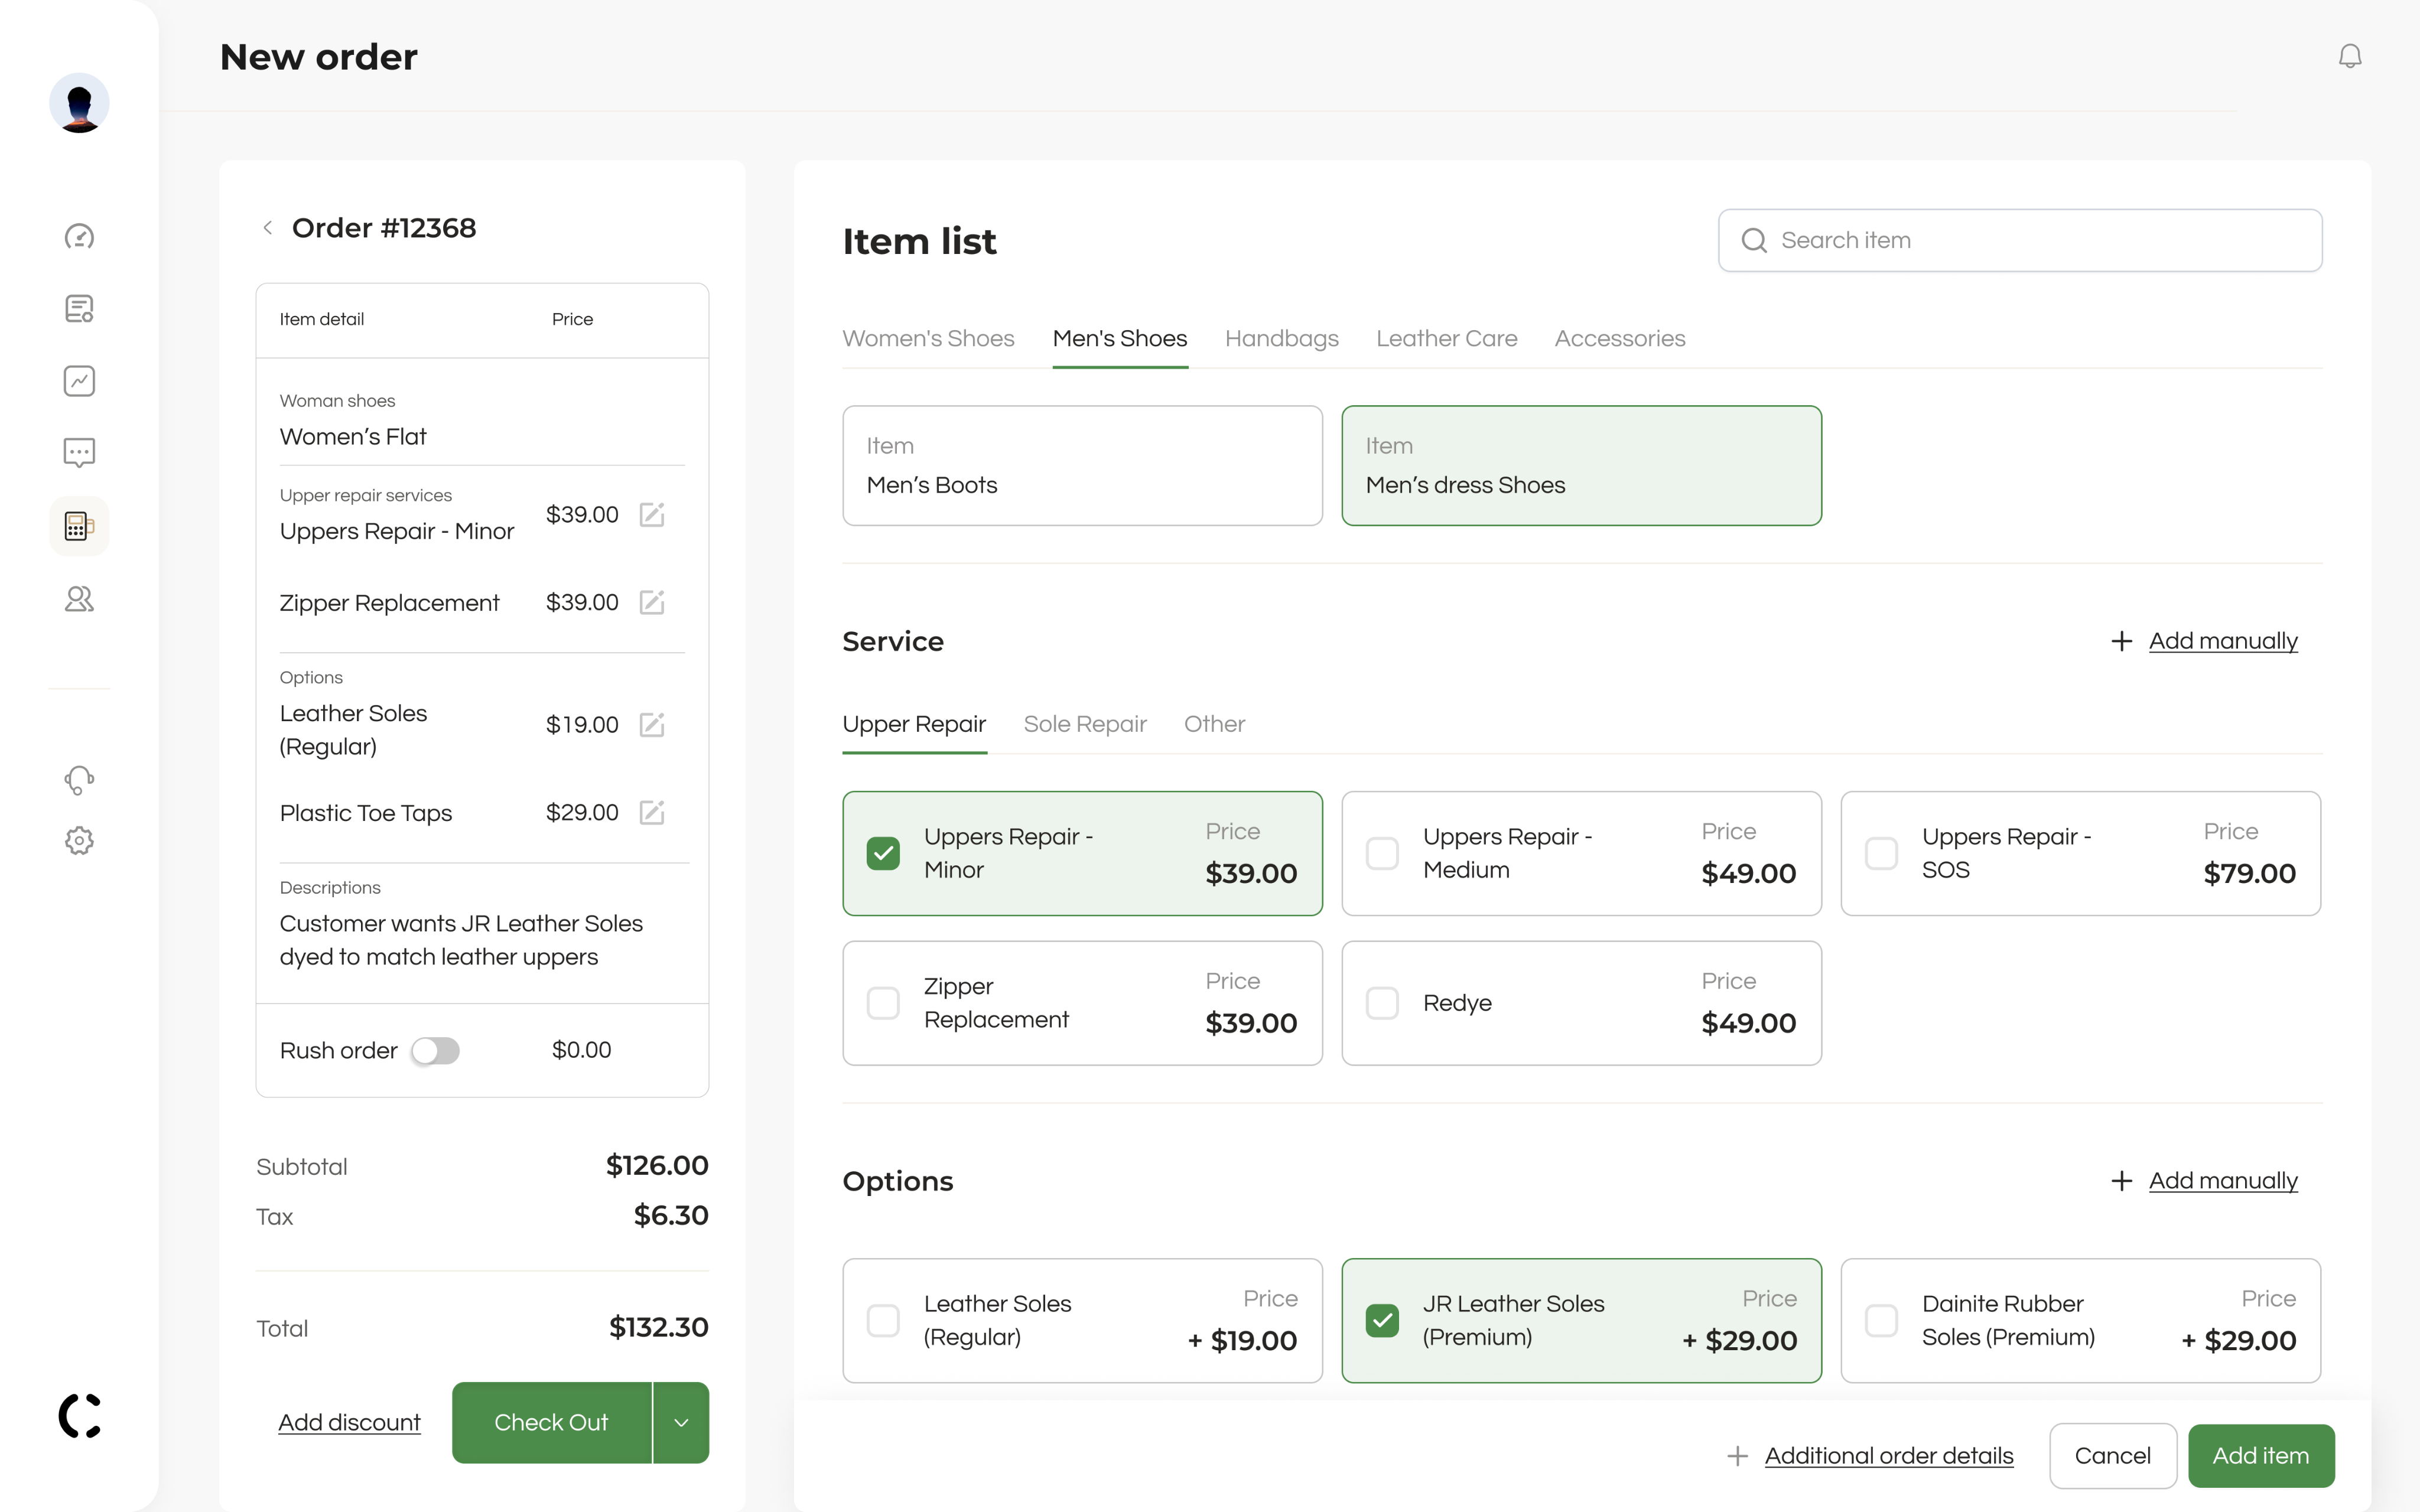 New order
Order #12368
Item detail Price
Woman shoes
Women’s Flat
Upper repair services
Uppers Repair - Minor
$39.00
Zipper Replacement $39.00
Options
Leather Soles
(Regular)
$19.00
Plastic Toe Taps $29.00
Descriptions
Customer wants JR Leather Soles
dyed to match leather uppers
Rush order $0.00
Subtotal $126.00
Tax $6.30
Total $132.30
Add discount Check Out
Item list
Search item
Women's Shoes Men's Shoes Handbags Leather Care Accessories
Item
Men’s Boots
Item
Men’s dress Shoes
Service
Add manually
Upper Repair Sole Repair Other
Uppers Repair -
Minor
Price
$39.00
Uppers Repair -
Medium
Price
$49.00
Uppers Repair -
SOS
Price
$79.00
Zipper
Replacement
Price
$39.00
Redye
Price
$49.00
Options
Add manually
Leather Soles
(Regular)
Price
+ $19.00
JR Leather Soles
(Premium)
Price
+ $29.00
Dainite Rubber
Soles (Premium)
Price
+ $29.00
Additional order details Cancel Add item